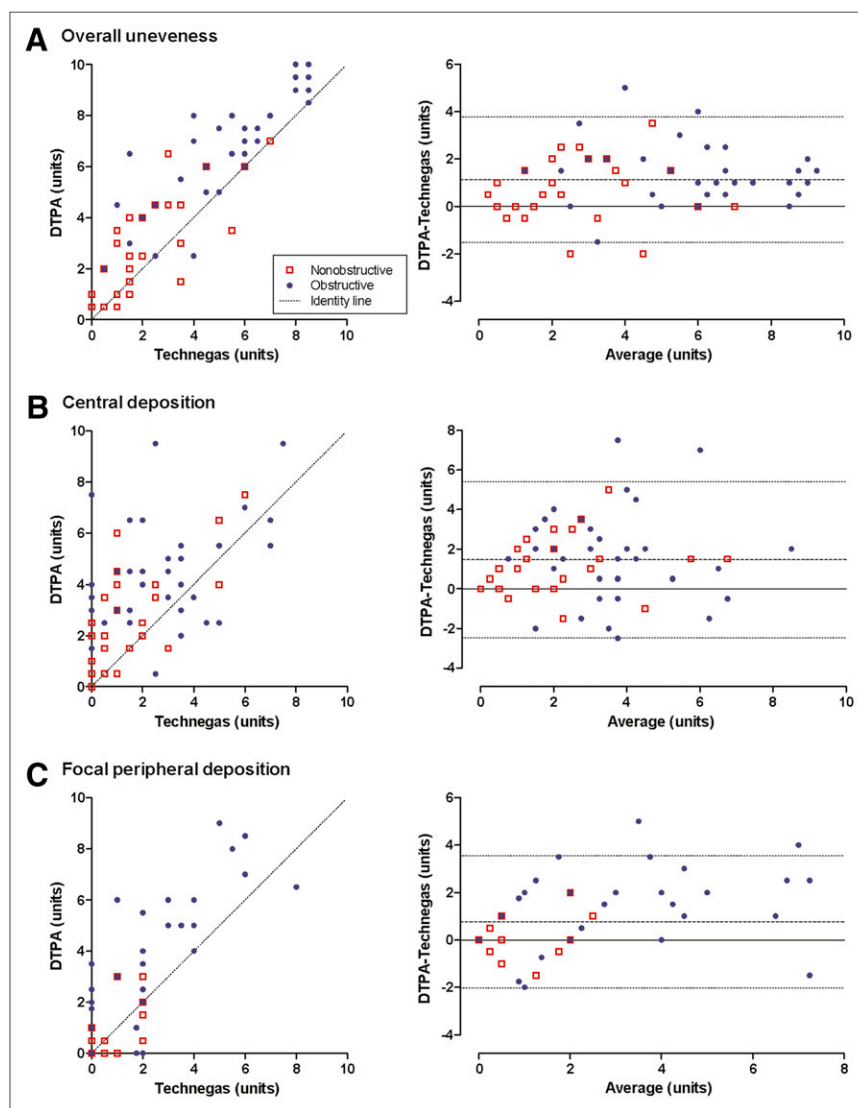 A Overall uneveness
10
8
6
4
2
0
DTPA (units)
0 2 4 6 8 10
Technegas (units)
Nonobstructive
Obstructive
Identity line
6
4
2
0
-2
-4
DTPA-Technegas (units)
0 2 4 6 8 10
Average (units)
B Central deposition
10
8
6
4
2
0
DTPA (units)
0 2 4 6 8 10
Technegas (units)
8
6
4
2
0
-2
-4
DTPA-Technegas (units)
0 2 4 6 8 10
Average (units)
C Focal peripheral deposition
10
8
6
4
2
0
DTPA (units)
0 2 4 6 8 10
Technegas (units)
6
4
2
0
-2
-4
DTPA-Technegas (units)
0 2 4 6 8
Average (units)